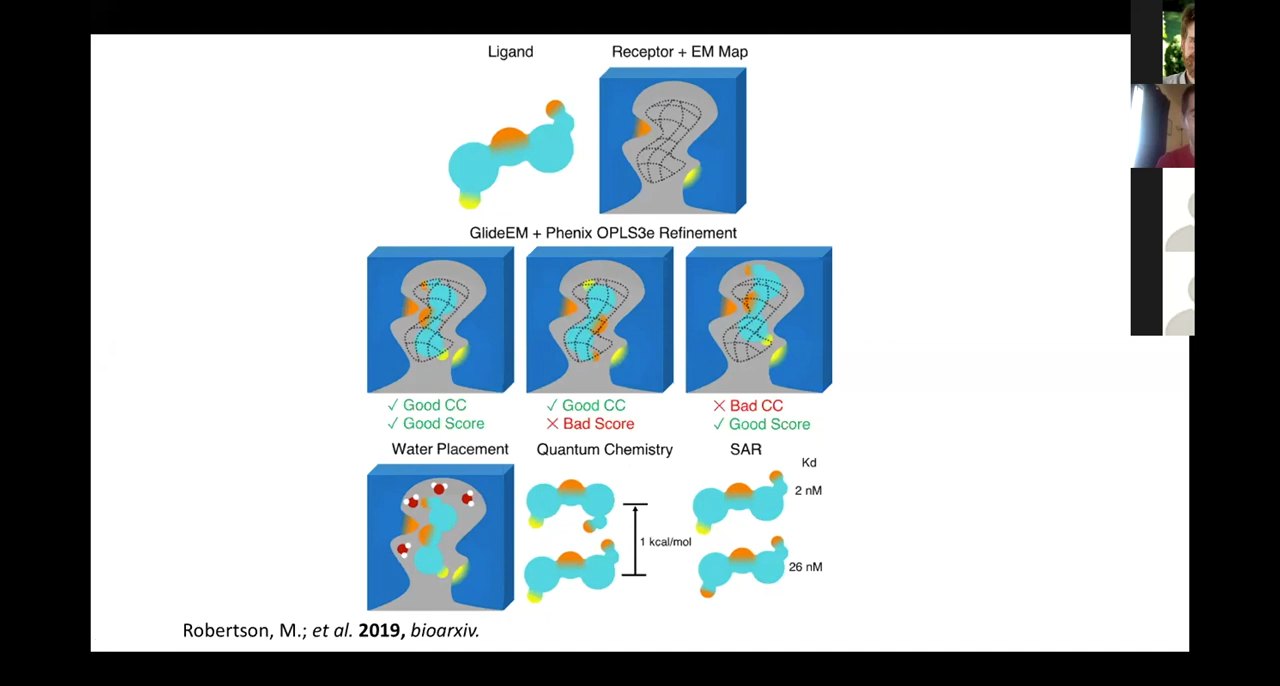 Ligand
Receptor + EM Map
GlideEM + Phenix OPLS3e Refinement
✓ Good CC
✓ Good Score
✓ Good CC
✕ Bad Score
✕ Bad CC
✓ Good Score
Water Placement
Quantum Chemistry
SAR
Kd
2 nM
1 kcal/mol
26 nM
Robertson, M.; et al. 2019, bioarxiv.